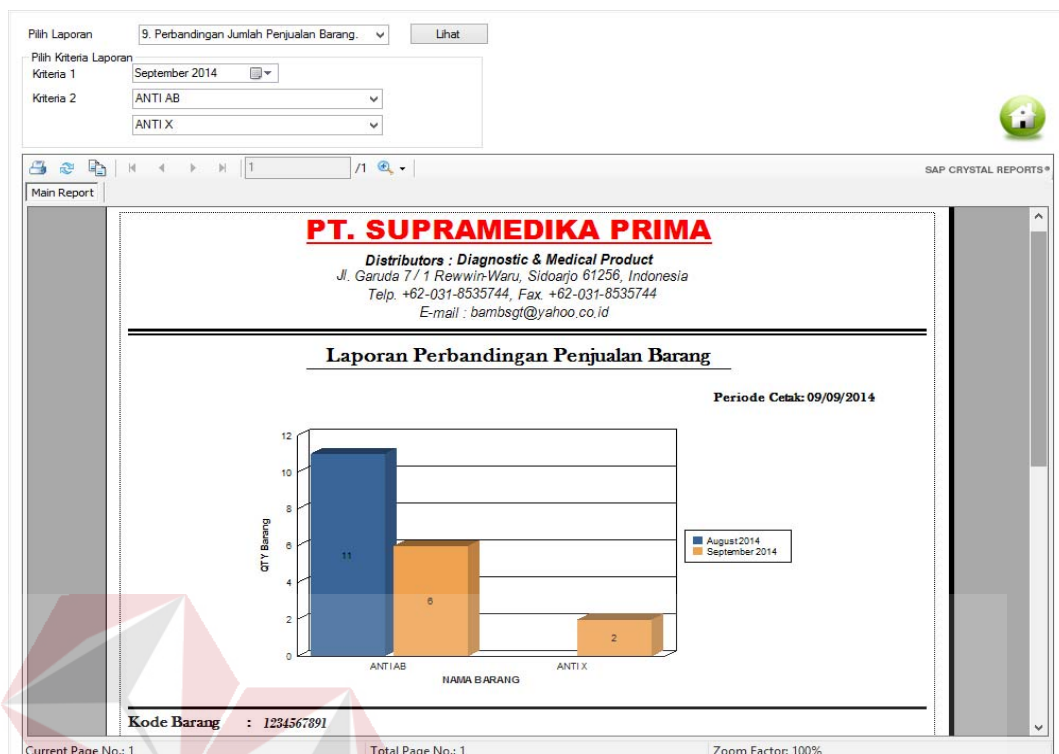 Pilih Laporan 9. Perbandingan Jumlah Penjualan Barang. Lihat
Pilih Kriteria Laporan
Kriteria 1 September 2014
Kriteria 2 ANTI AB
ANTI X
1 /1 SAP CRYSTAL REPORTS®
Main Report
PT. SUPRAMEDIKA PRIMA
Distributors : Diagnostic & Medical Product
Jl. Garuda 7 / 1 Rewwin-Waru, Sidoarjo 61256, Indonesia
Telp. +62-031-8535744, Fax. +62-031-8535744
E-mail : bambsgt@yahoo.co.id
Laporan Perbandingan Penjualan Barang
Periode Cetak: 09/09/2014
12
10
8
6
4
2
0
QTY Barang
11
6
2
ANTI AB ANTI X
NAMA BARANG
August 2014
September 2014
Kode Barang : 1234567891
Current Page No.: 1 Total Page No.: 1 Zoom Factor: 100%